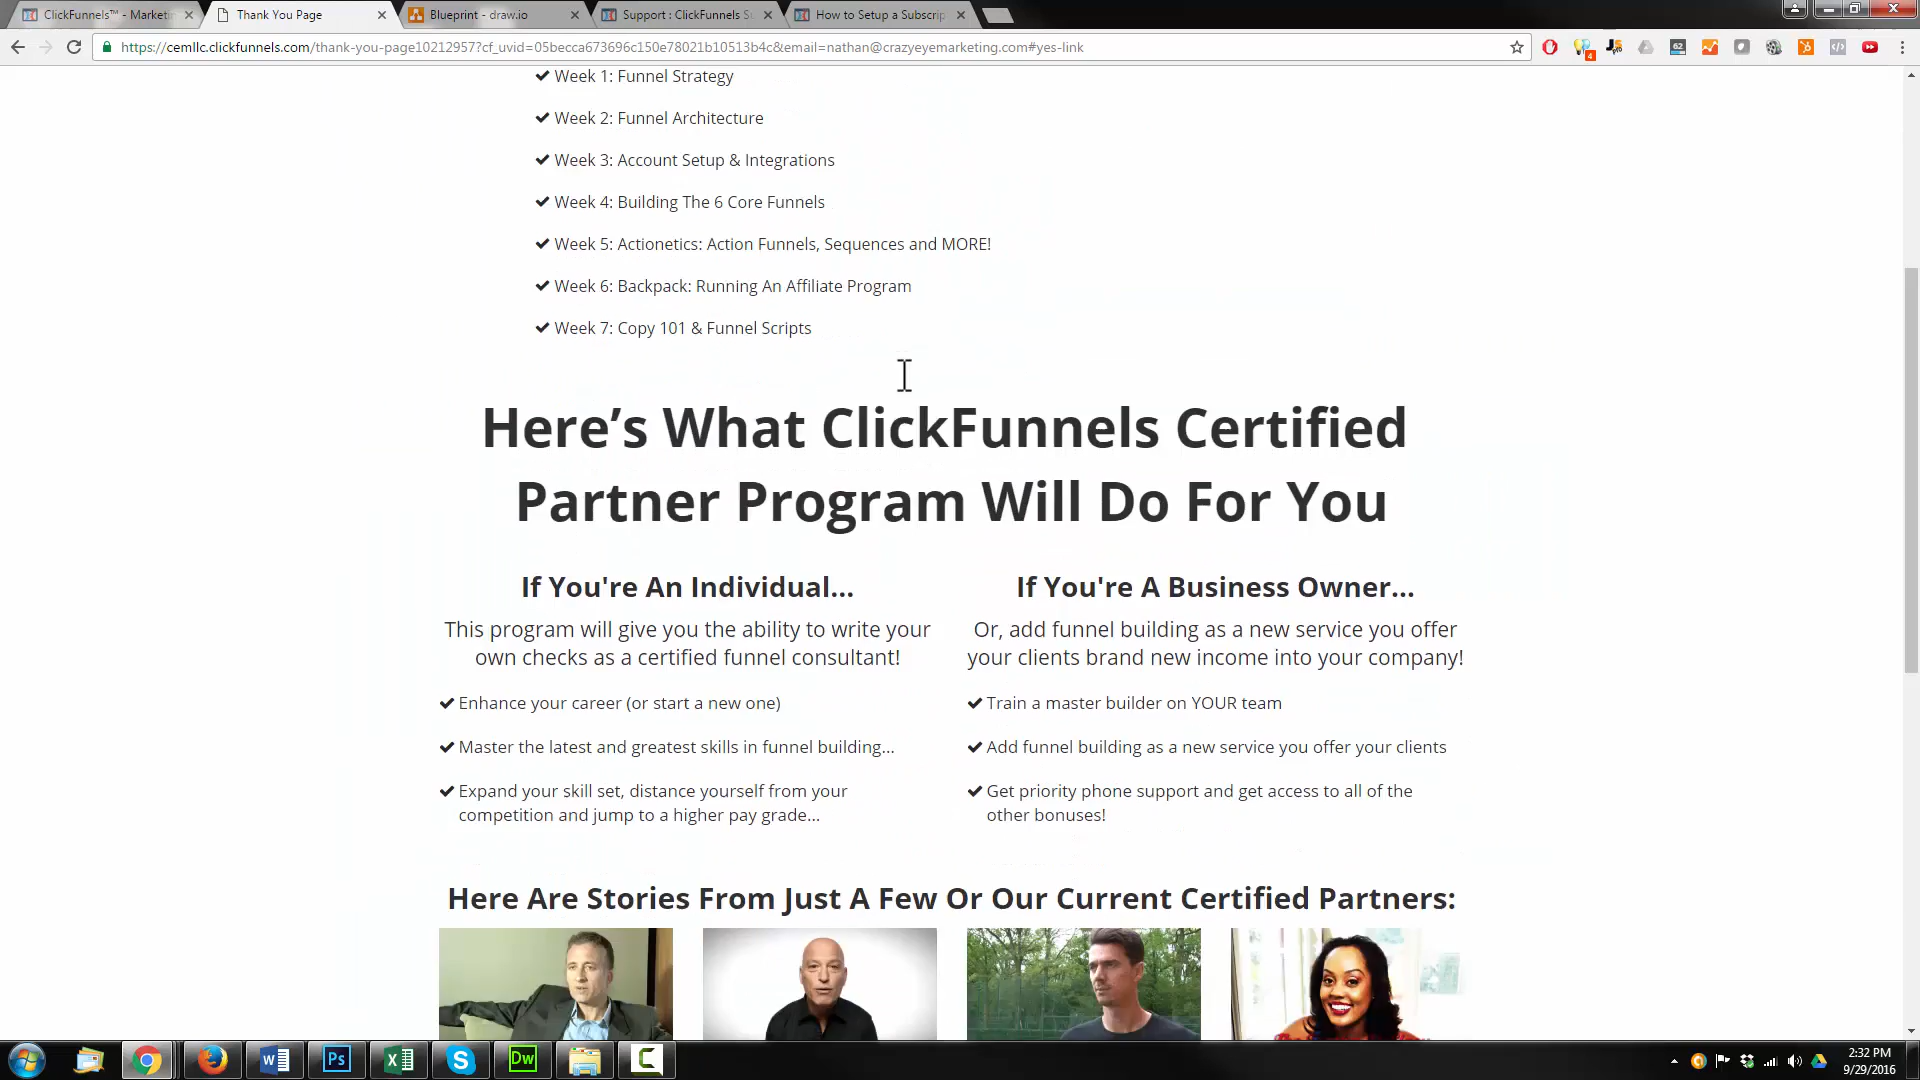 ClickFunnels™ - Marketi
Thank You Page
Blueprint - draw.io
Support : ClickFunnels Su
How to Setup a Subscrip
https://cemllc.clickfunnels.com/thank-you-page10212957?cf_uvid=05becca673696c150e78021b10513b4c&email=nathan@crazyeyemarketing.com#yes-link
Week 1: Funnel Strategy
Week 2: Funnel Architecture
Week 3: Account Setup & Integrations
Week 4: Building The 6 Core Funnels
Week 5: Actionetics: Action Funnels, Sequences and MORE!
Week 6: Backpack: Running An Affiliate Program
Week 7: Copy 101 & Funnel Scripts
Here’s What ClickFunnels Certified
Partner Program Will Do For You
If You're An Individual...
This program will give you the ability to write your
own checks as a certified funnel consultant!
Enhance your career (or start a new one)
Master the latest and greatest skills in funnel building...
Expand your skill set, distance yourself from your
competition and jump to a higher pay grade...
If You're A Business Owner...
Or, add funnel building as a new service you offer
your clients brand new income into your company!
Train a master builder on YOUR team
Add funnel building as a new service you offer your clients
Get priority phone support and get access to all of the
other bonuses!
Here Are Stories From Just A Few Or Our Current Certified Partners:
2:32 PM
9/29/2016